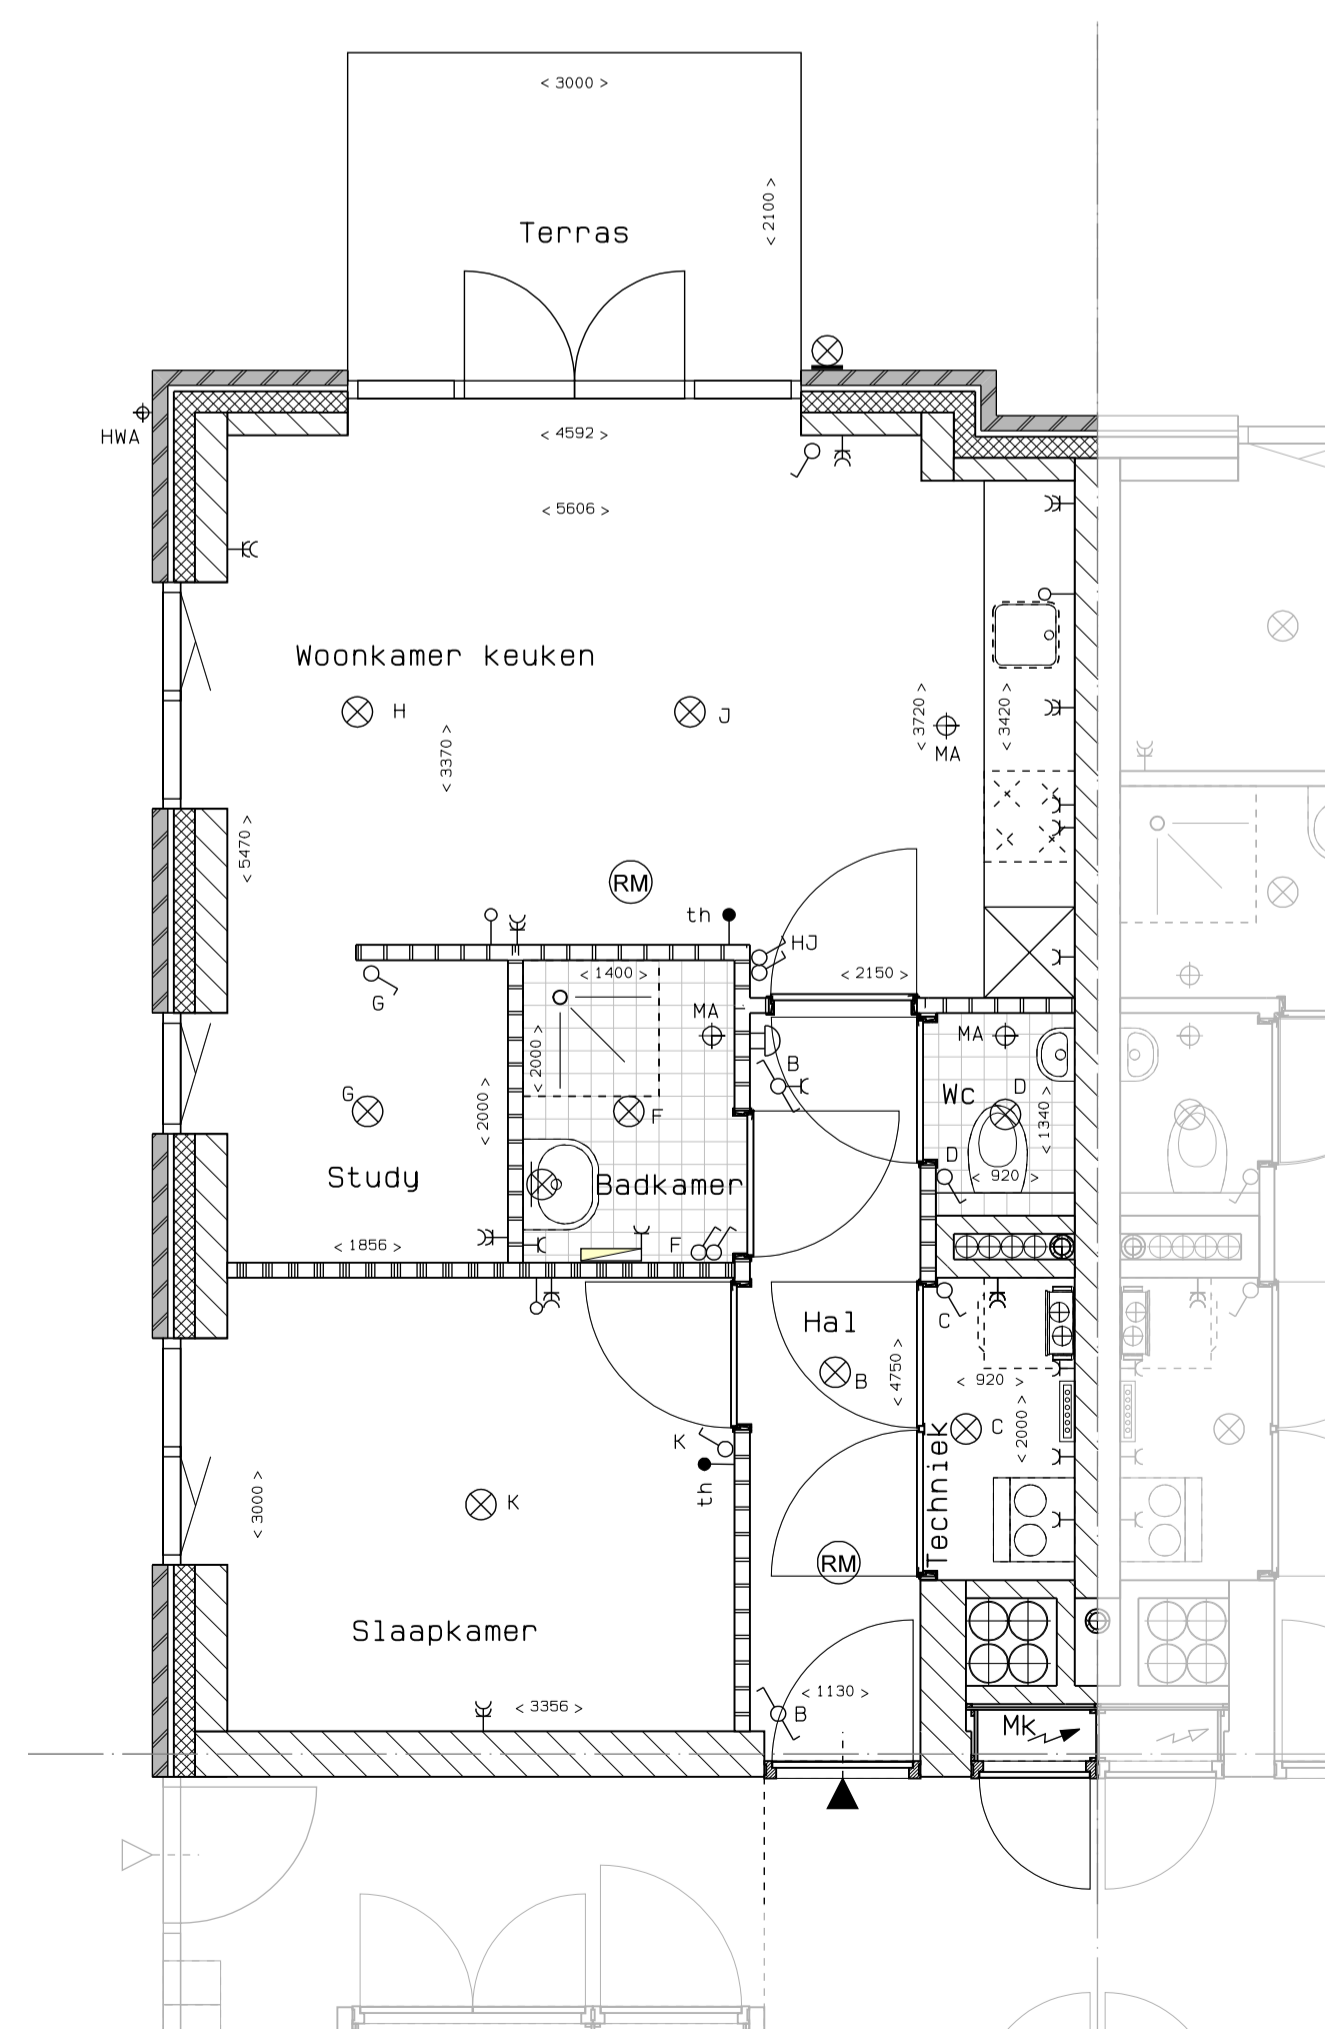 < 3000 >
< 2100 >
Terras
HWA
< 4592 >
< 5606 >
Woonkamer keuken
H
J
< 3370 >
< 3720 >
< 3420 >
MA
< 5470 >
RM
th
HJ
< 1400 >
< 2150 >
G
MA
MA
< 2000 >
< 2000 >
B
G
F
Wc
D
< 1340 >
D
< 920 >
Study
Badkamer
< 1856 >
F
Hal
B
< 4750 >
C
< 920 >
C
< 2000 >
Techniek
K
th
K
< 3000 >
RM
Slaapkamer
< 3356 >
< 1130 >
B
Mk